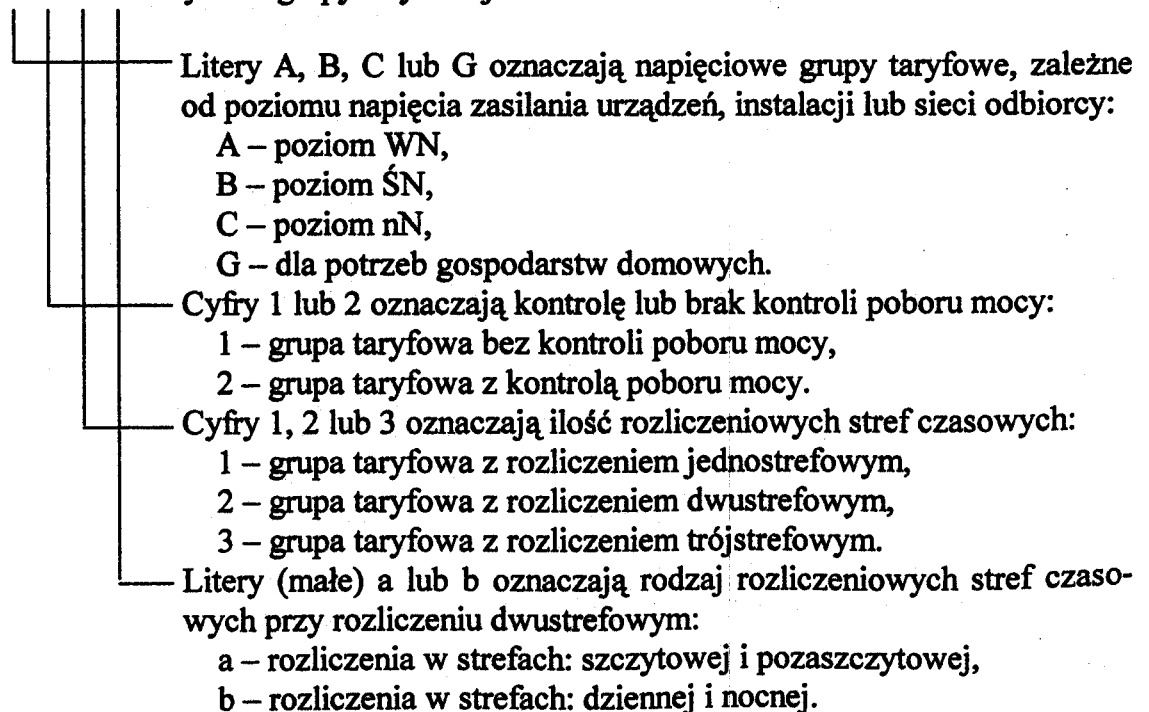 Litery A, B, C lub G oznaczają napięciowe grupy taryfowe, zależne
od poziomu napięcia zasilania urządzeń, instalacji lub sieci odbiorcy:
A – poziom WN,
B – poziom ŚN,
C – poziom nN,
G – dla potrzeb gospodarstw domowych.
Cyfry 1 lub 2 oznaczają kontrolę lub brak kontroli poboru mocy:
1 – grupa taryfowa bez kontroli poboru mocy,
2 – grupa taryfowa z kontrolą poboru mocy.
Cyfry 1, 2 lub 3 oznaczają ilość rozliczeniowych stref czasowych:
1 – grupa taryfowa z rozliczeniem jednostrefowym,
2 – grupa taryfowa z rozliczeniem dwustrefowym,
3 – grupa taryfowa z rozliczeniem trójstrefowym.
Litery (małe) a lub b oznaczają rodzaj rozliczeniowych stref czaso-
wych przy rozliczeniu dwustrefowym:
a – rozliczenia w strefach: szczytowej i pozaszczytowej,
b – rozliczenia w strefach: dziennej i nocnej.